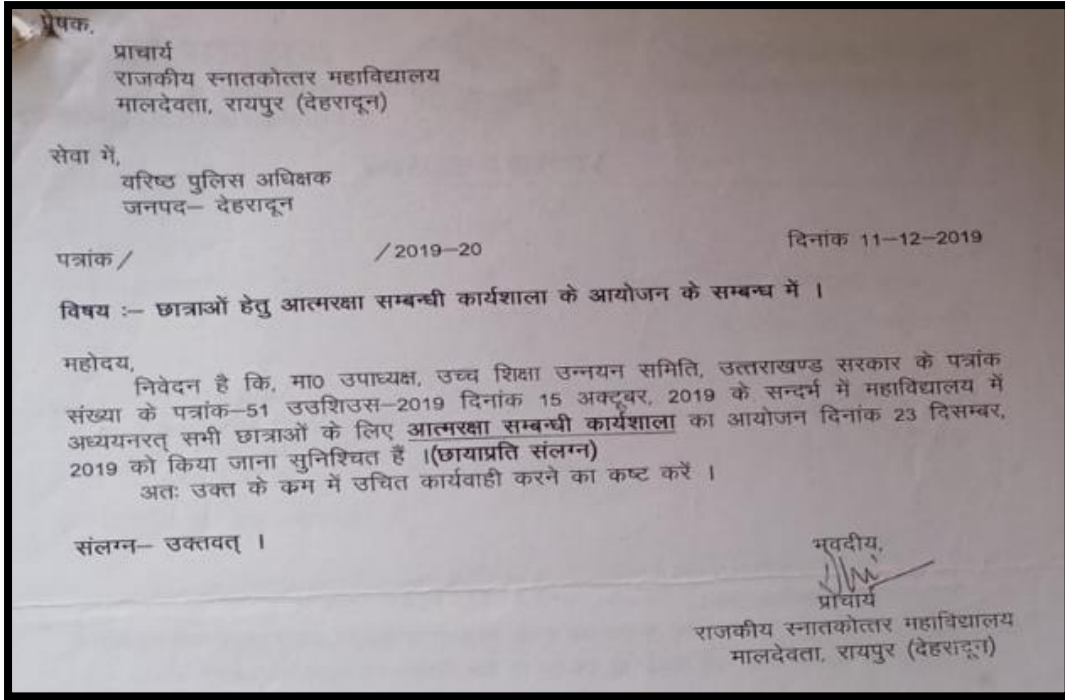 प्रेषक,
प्राचार्य
राजकीय स्नातकोत्तर महाविद्यालय
मालदेवता, रायपुर (देहरादून)
सेवा में,
वरिष्ठ पुलिस अधिक्षक
जनपद– देहरादून
पत्रांक / / 2019–20 दिनांक 11–12–2019
विषय :– छात्राओं हेतु आत्मरक्षा सम्बन्धी कार्यशाला के आयोजन के सम्बन्ध में ।
महोदय,
निवेदन है कि, मा0 उपाध्यक्ष, उच्च शिक्षा उन्नयन समिति, उत्तराखण्ड सरकार के पत्रांक
संख्या के पत्रांक–51 उउशिउस–2019 दिनांक 15 अक्टूबर, 2019 के सन्दर्भ में महाविद्यालय में
अध्ययनरत् सभी छात्राओं के लिए आत्मरक्षा सम्बन्धी कार्यशाला का आयोजन दिनांक 23 दिसम्बर,
2019 को किया जाना सुनिश्चित हैं ।(छायाप्रति संलग्न)
अतः उक्त के कम में उचित कार्यवाही करने का कष्ट करें ।
संलग्न– उक्तवत् ।
भवदीय,
प्राचार्य
राजकीय स्नातकोत्तर महाविद्यालय
मालदेवता, रायपुर (देहरादून)